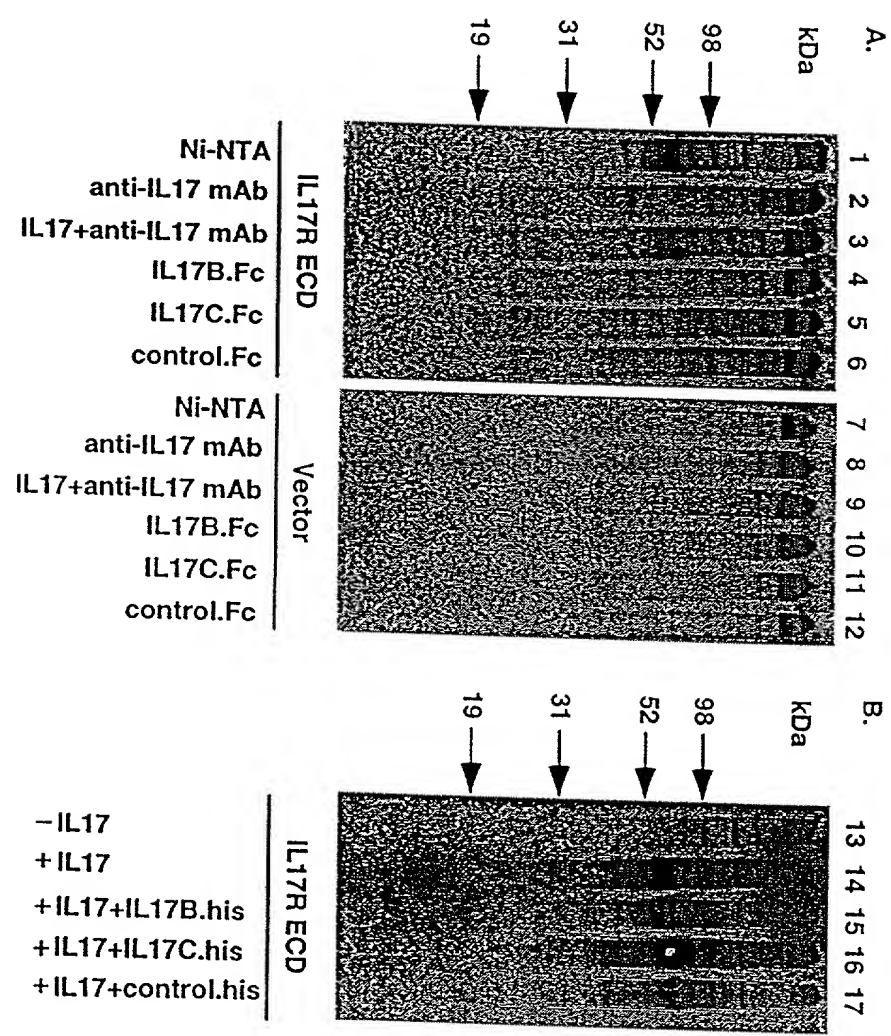 A.
kDa
98
52
31
19
1 2 3 4 5 6
Ni-NTA
anti-IL17 mAb
IL17+anti-IL17 mAb
IL17B.Fc
IL17C.Fc
control.Fc
IL17R ECD
7 8 9 10 11 12
Ni-NTA
anti-IL17 mAb
IL17+anti-IL17 mAb
IL17B.Fc
IL17C.Fc
control.Fc
Vector
B.
kDa
98
52
31
19
13 14 15 16 17
–IL17
+IL17
+IL17+IL17B.his
+IL17+IL17C.his
+IL17+control.his
IL17R ECD